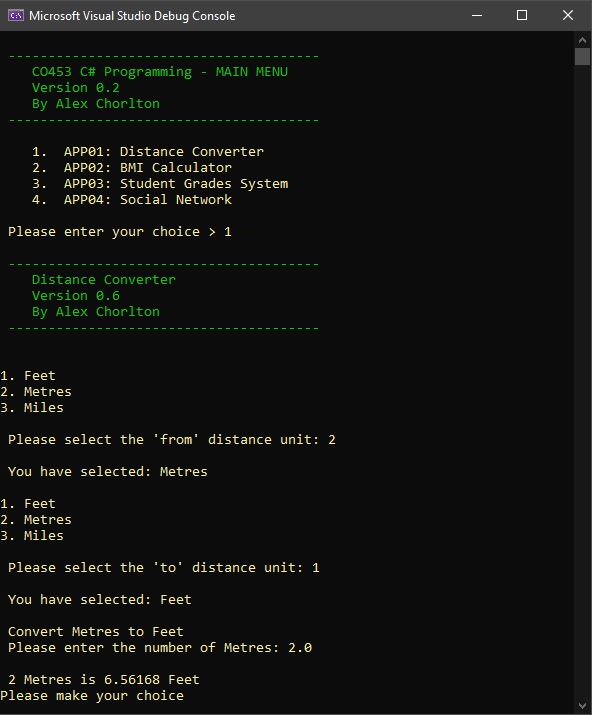 Microsoft Visual Studio Debug Console
---------------------------------------
CO453 C# Programming - MAIN MENU
Version 0.2
By Alex Chorlton
---------------------------------------
1. APP01: Distance Converter
2. APP02: BMI Calculator
3. APP03: Student Grades System
4. APP04: Social Network
Please enter your choice > 1
---------------------------------------
Distance Converter
Version 0.6
By Alex Chorlton
---------------------------------------
1. Feet
2. Metres
3. Miles
Please select the 'from' distance unit: 2
You have selected: Metres
1. Feet
2. Metres
3. Miles
Please select the 'to' distance unit: 1
You have selected: Feet
Convert Metres to Feet
Please enter the number of Metres: 2.0
2 Metres is 6.56168 Feet
Please make your choice